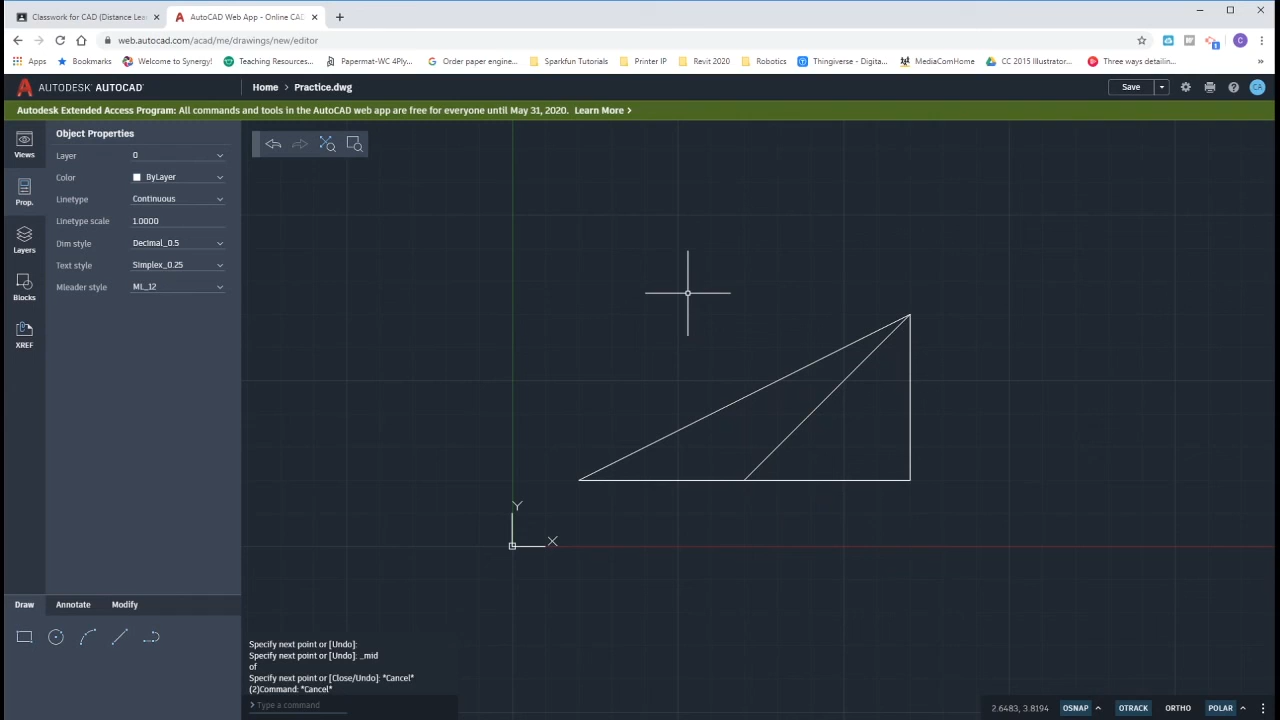 Classwork for CAD (Distance Lea
AutoCAD Web App - Online CAD
web.autocad.com/acad/me/drawings/new/editor
Apps
Bookmarks
Welcome to Synergy!
Teaching Resources...
Papermat-WC 4Ply...
Order paper engine...
Sparkfun Tutorials
Printer IP
Revit 2020
Robotics
Thingiverse - Digita...
MediaComHome
CC 2015 Illustrator...
Three ways detailin...
AUTODESK® AUTOCAD®
Home > Practice.dwg
Save
Autodesk Extended Access Program: All commands and tools in the AutoCAD web app are free for everyone until May 31, 2020. Learn More >
Views
Prop.
Layers
Blocks
XREF
Object Properties
Layer 0
Color ByLayer
Linetype Continuous
Linetype scale 1.0000
Dim style Decimal_0.5
Text style Simplex_0.25
Mleader style ML_12
Y
X
Draw Annotate Modify
Specify next point or [Undo]:
Specify next point or [Undo]: _mid
of
Specify next point or [Close/Undo]: *Cancel*
(2)Command: *Cancel*
Type a command
2.6483, 3.8194 OSNAP OTRACK ORTHO POLAR